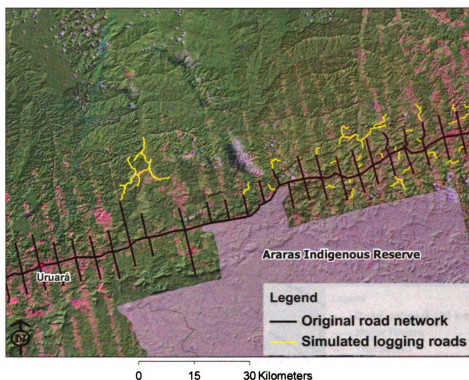 Araras Indigenous Reserve
Uruará
Legend
Original road network
Simulated logging roads
0 15 30 Kilometers